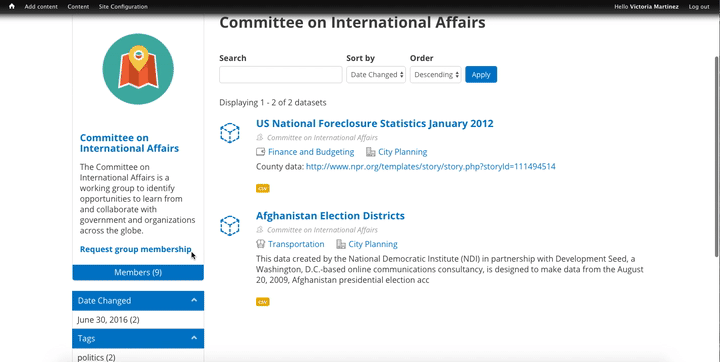 Add content Content Site Configuration Hello Victoria Martinez Log out
Committee on International Affairs
Search Sort by Order
Date Changed Descending Apply
Displaying 1 - 2 of 2 datasets
US National Foreclosure Statistics January 2012
Committee on International Affairs
Finance and Budgeting City Planning
County data: http://www.npr.org/templates/story/story.php?storyId=111494514
csv
Afghanistan Election Districts
Committee on International Affairs
Transportation City Planning
This data created by the National Democratic Institute (NDI) in partnership with Development Seed, a
Washington, D.C.-based online communications consultancy, is designed to make data from the August
20, 2009, Afghanistan presidential election acc
csv
Committee on
International Affairs
The Committee on
International Affairs is a
working group to identify
opportunities to learn from
and collaborate with
government and organizations
across the globe.
Request group membership
Members (9)
Date Changed
June 30, 2016 (2)
Tags
politics (2)